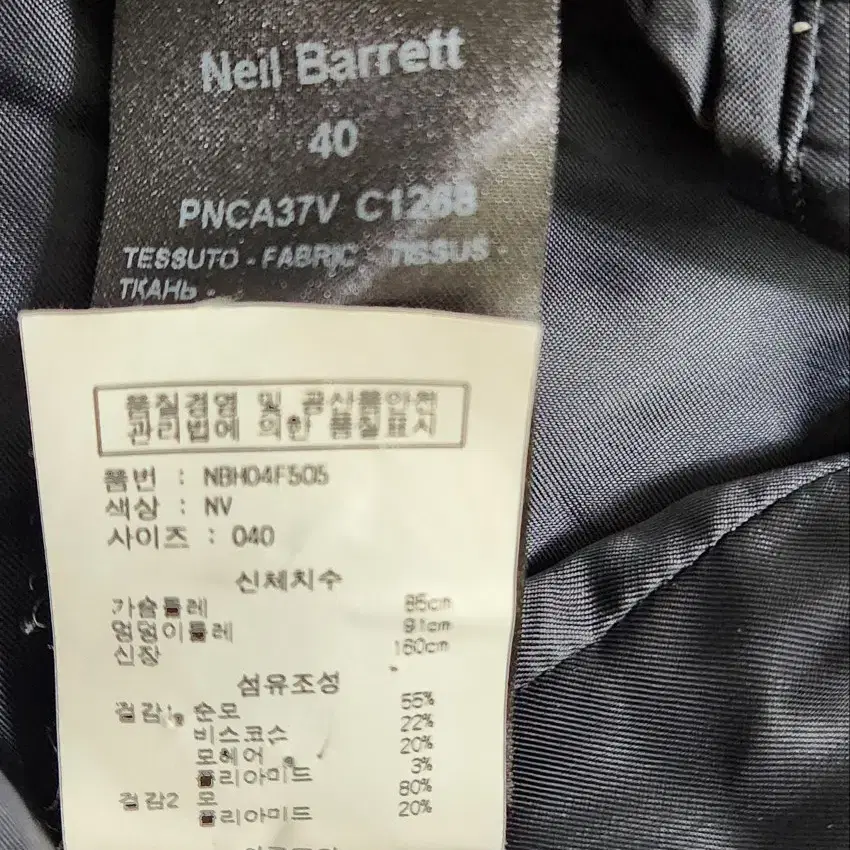 Neil Barrett
40
PNCA37V C1268
TESSUTO - FABRIC - TISSUS -
ТКАНЬ -
품질경영 및 공산품안전
관리법에 의한 품질표시
품번 : NBH04F505
색상 : NV
사이즈 : 040
신체치수
가슴둘레 85cm
엉덩이둘레 91cm
신장 160cm
섬유조성
겉감1 순모 55%
비스코스 22%
모헤어 20%
폴리아미드 3%
겉감2 모 80%
폴리아미드 20%